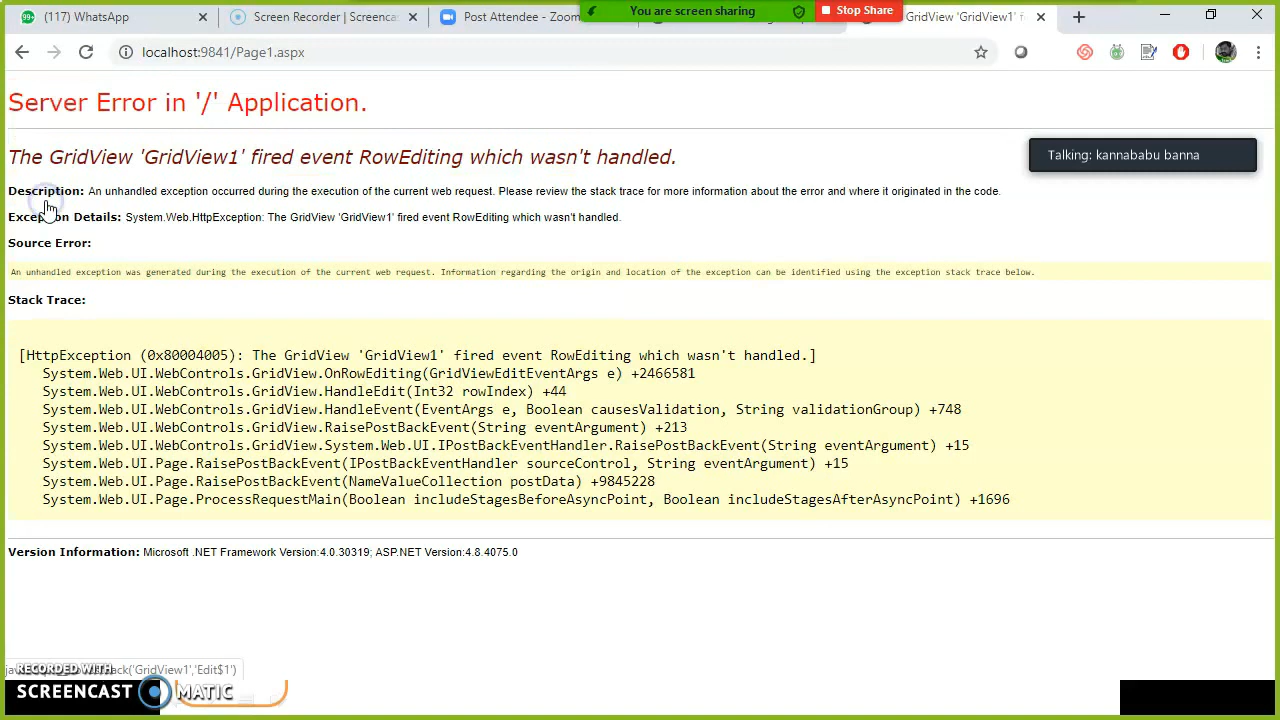 99+ (117) WhatsApp
Screen Recorder | Screencas
Post Attendee - Zoom
You are screen sharing
Stop Share
GridView 'GridView1' f
localhost:9841/Page1.aspx
Server Error in '/' Application.
The GridView 'GridView1' fired event RowEditing which wasn't handled.
Talking: kannababu banna
Description: An unhandled exception occurred during the execution of the current web request. Please review the stack trace for more information about the error and where it originated in the code.
Exception Details: System.Web.HttpException: The GridView 'GridView1' fired event RowEditing which wasn't handled.
Source Error:
An unhandled exception was generated during the execution of the current web request. Information regarding the origin and location of the exception can be identified using the exception stack trace below.
Stack Trace:
[HttpException (0x80004005): The GridView 'GridView1' fired event RowEditing which wasn't handled.]
System.Web.UI.WebControls.GridView.OnRowEditing(GridViewEditEventArgs e) +2466581
System.Web.UI.WebControls.GridView.HandleEdit(Int32 rowIndex) +44
System.Web.UI.WebControls.GridView.HandleEvent(EventArgs e, Boolean causesValidation, String validationGroup) +748
System.Web.UI.WebControls.GridView.RaisePostBackEvent(String eventArgument) +213
System.Web.UI.WebControls.GridView.System.Web.UI.IPostBackEventHandler.RaisePostBackEvent(String eventArgument) +15
System.Web.UI.Page.RaisePostBackEvent(IPostBackEventHandler sourceControl, String eventArgument) +15
System.Web.UI.Page.RaisePostBackEvent(NameValueCollection postData) +9845228
System.Web.UI.Page.ProcessRequestMain(Boolean includeStagesBeforeAsyncPoint, Boolean includeStagesAfterAsyncPoint) +1696
Version Information: Microsoft .NET Framework Version:4.0.30319; ASP.NET Version:4.8.4075.0
('GridView1','Edit$1')
RECORDED WITH
SCREENCAST MATIC